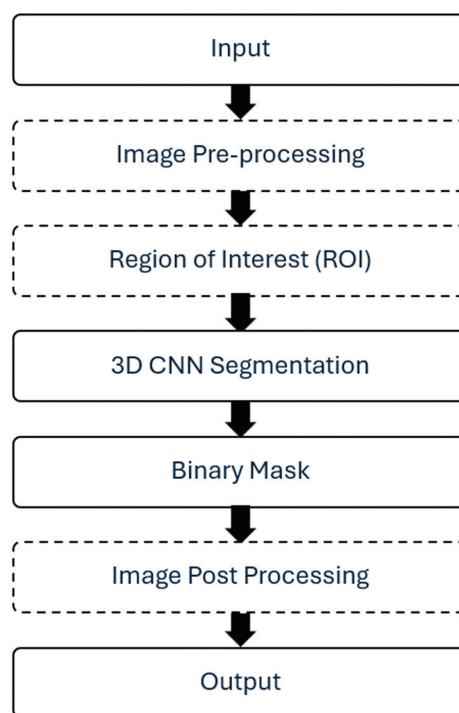 Input
Image Pre-processing
Region of Interest (ROI)
3D CNN Segmentation
Binary Mask
Image Post Processing
Output